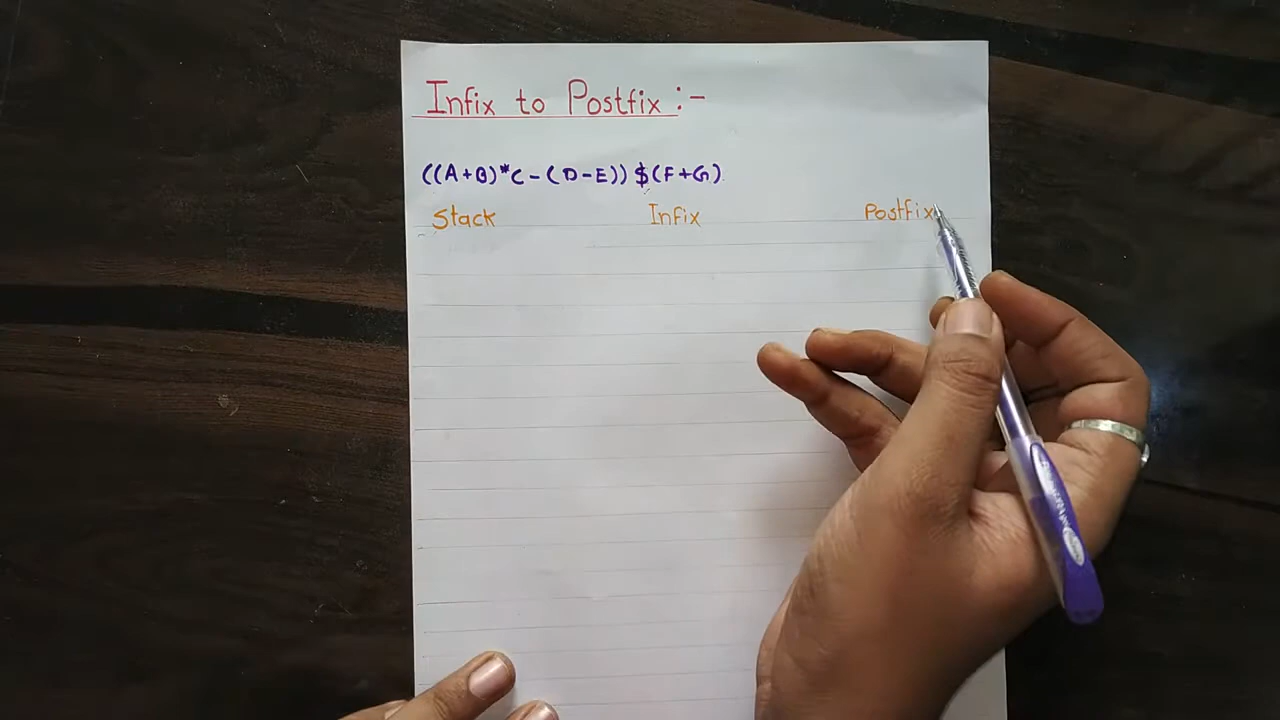 Infix to Postfix :-
((A+B)*C-(D-E))$(F+G)
Stack Infix Postfix